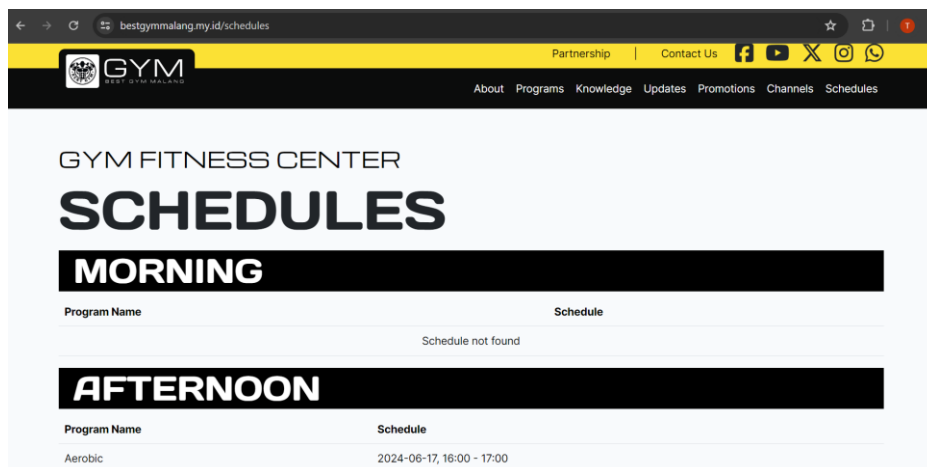 bestgymmalang.my.id/schedules
T
Partnership | Contact Us
GYM
BEST GYM MALANG
About Programs Knowledge Updates Promotions Channels Schedules
GYM FITNESS CENTER
SCHEDULES
MORNING
Program Name Schedule
Schedule not found
AFTERNOON
Program Name Schedule
Aerobic 2024-06-17, 16:00 - 17:00